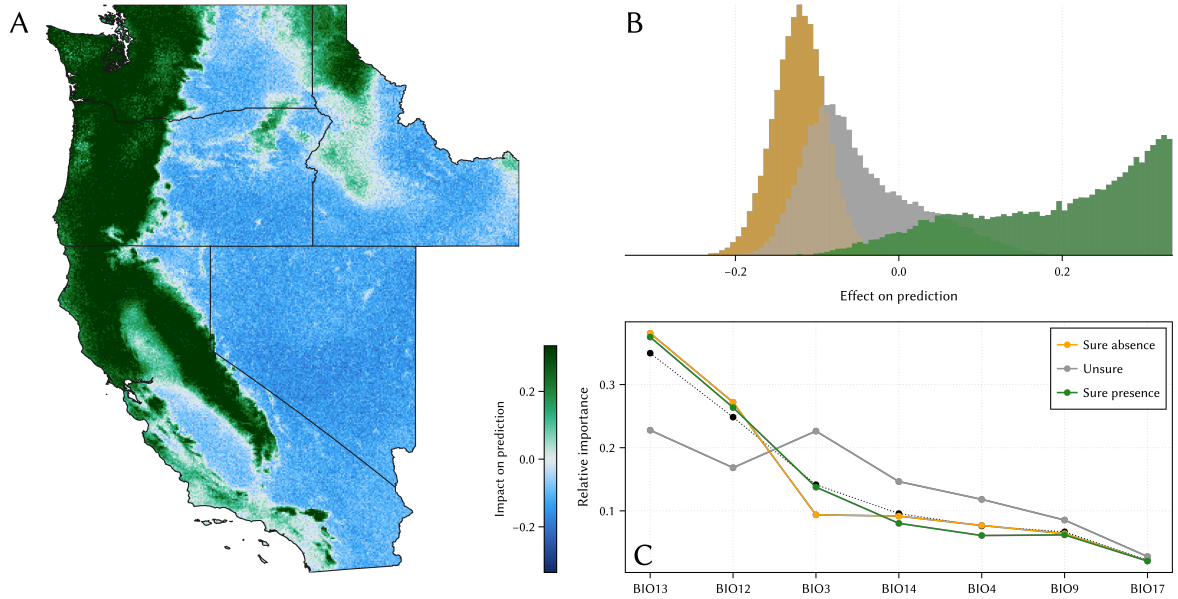 A
Impact on prediction
0.2
0.0
−0.2
B
−0.2
0.0
0.2
Effect on prediction
Relative importance
0.3
0.2
0.1
Sure absence
Unsure
Sure presence
C
BIO13
BIO12
BIO3
BIO14
BIO4
BIO9
BIO17